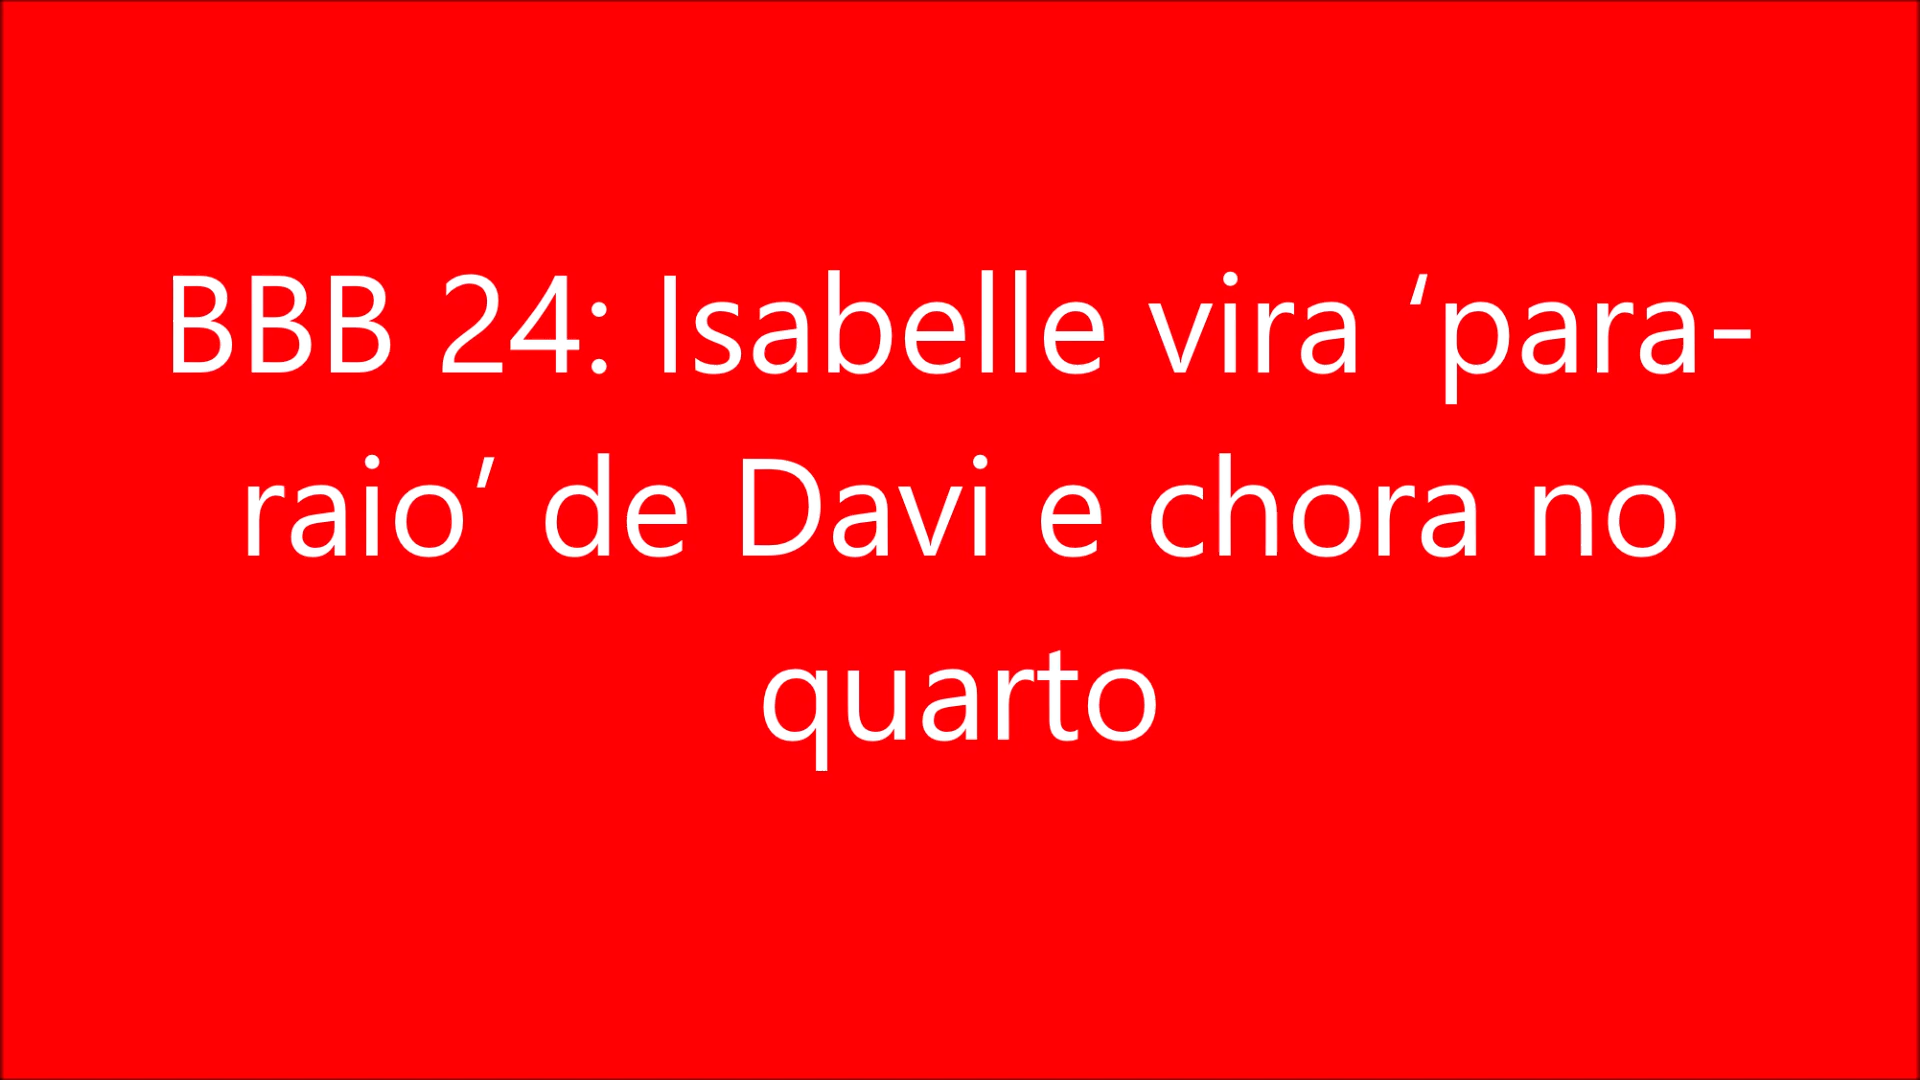 BBB 24: Isabelle vira ‘para-
raio’ de Davi e chora no
quarto